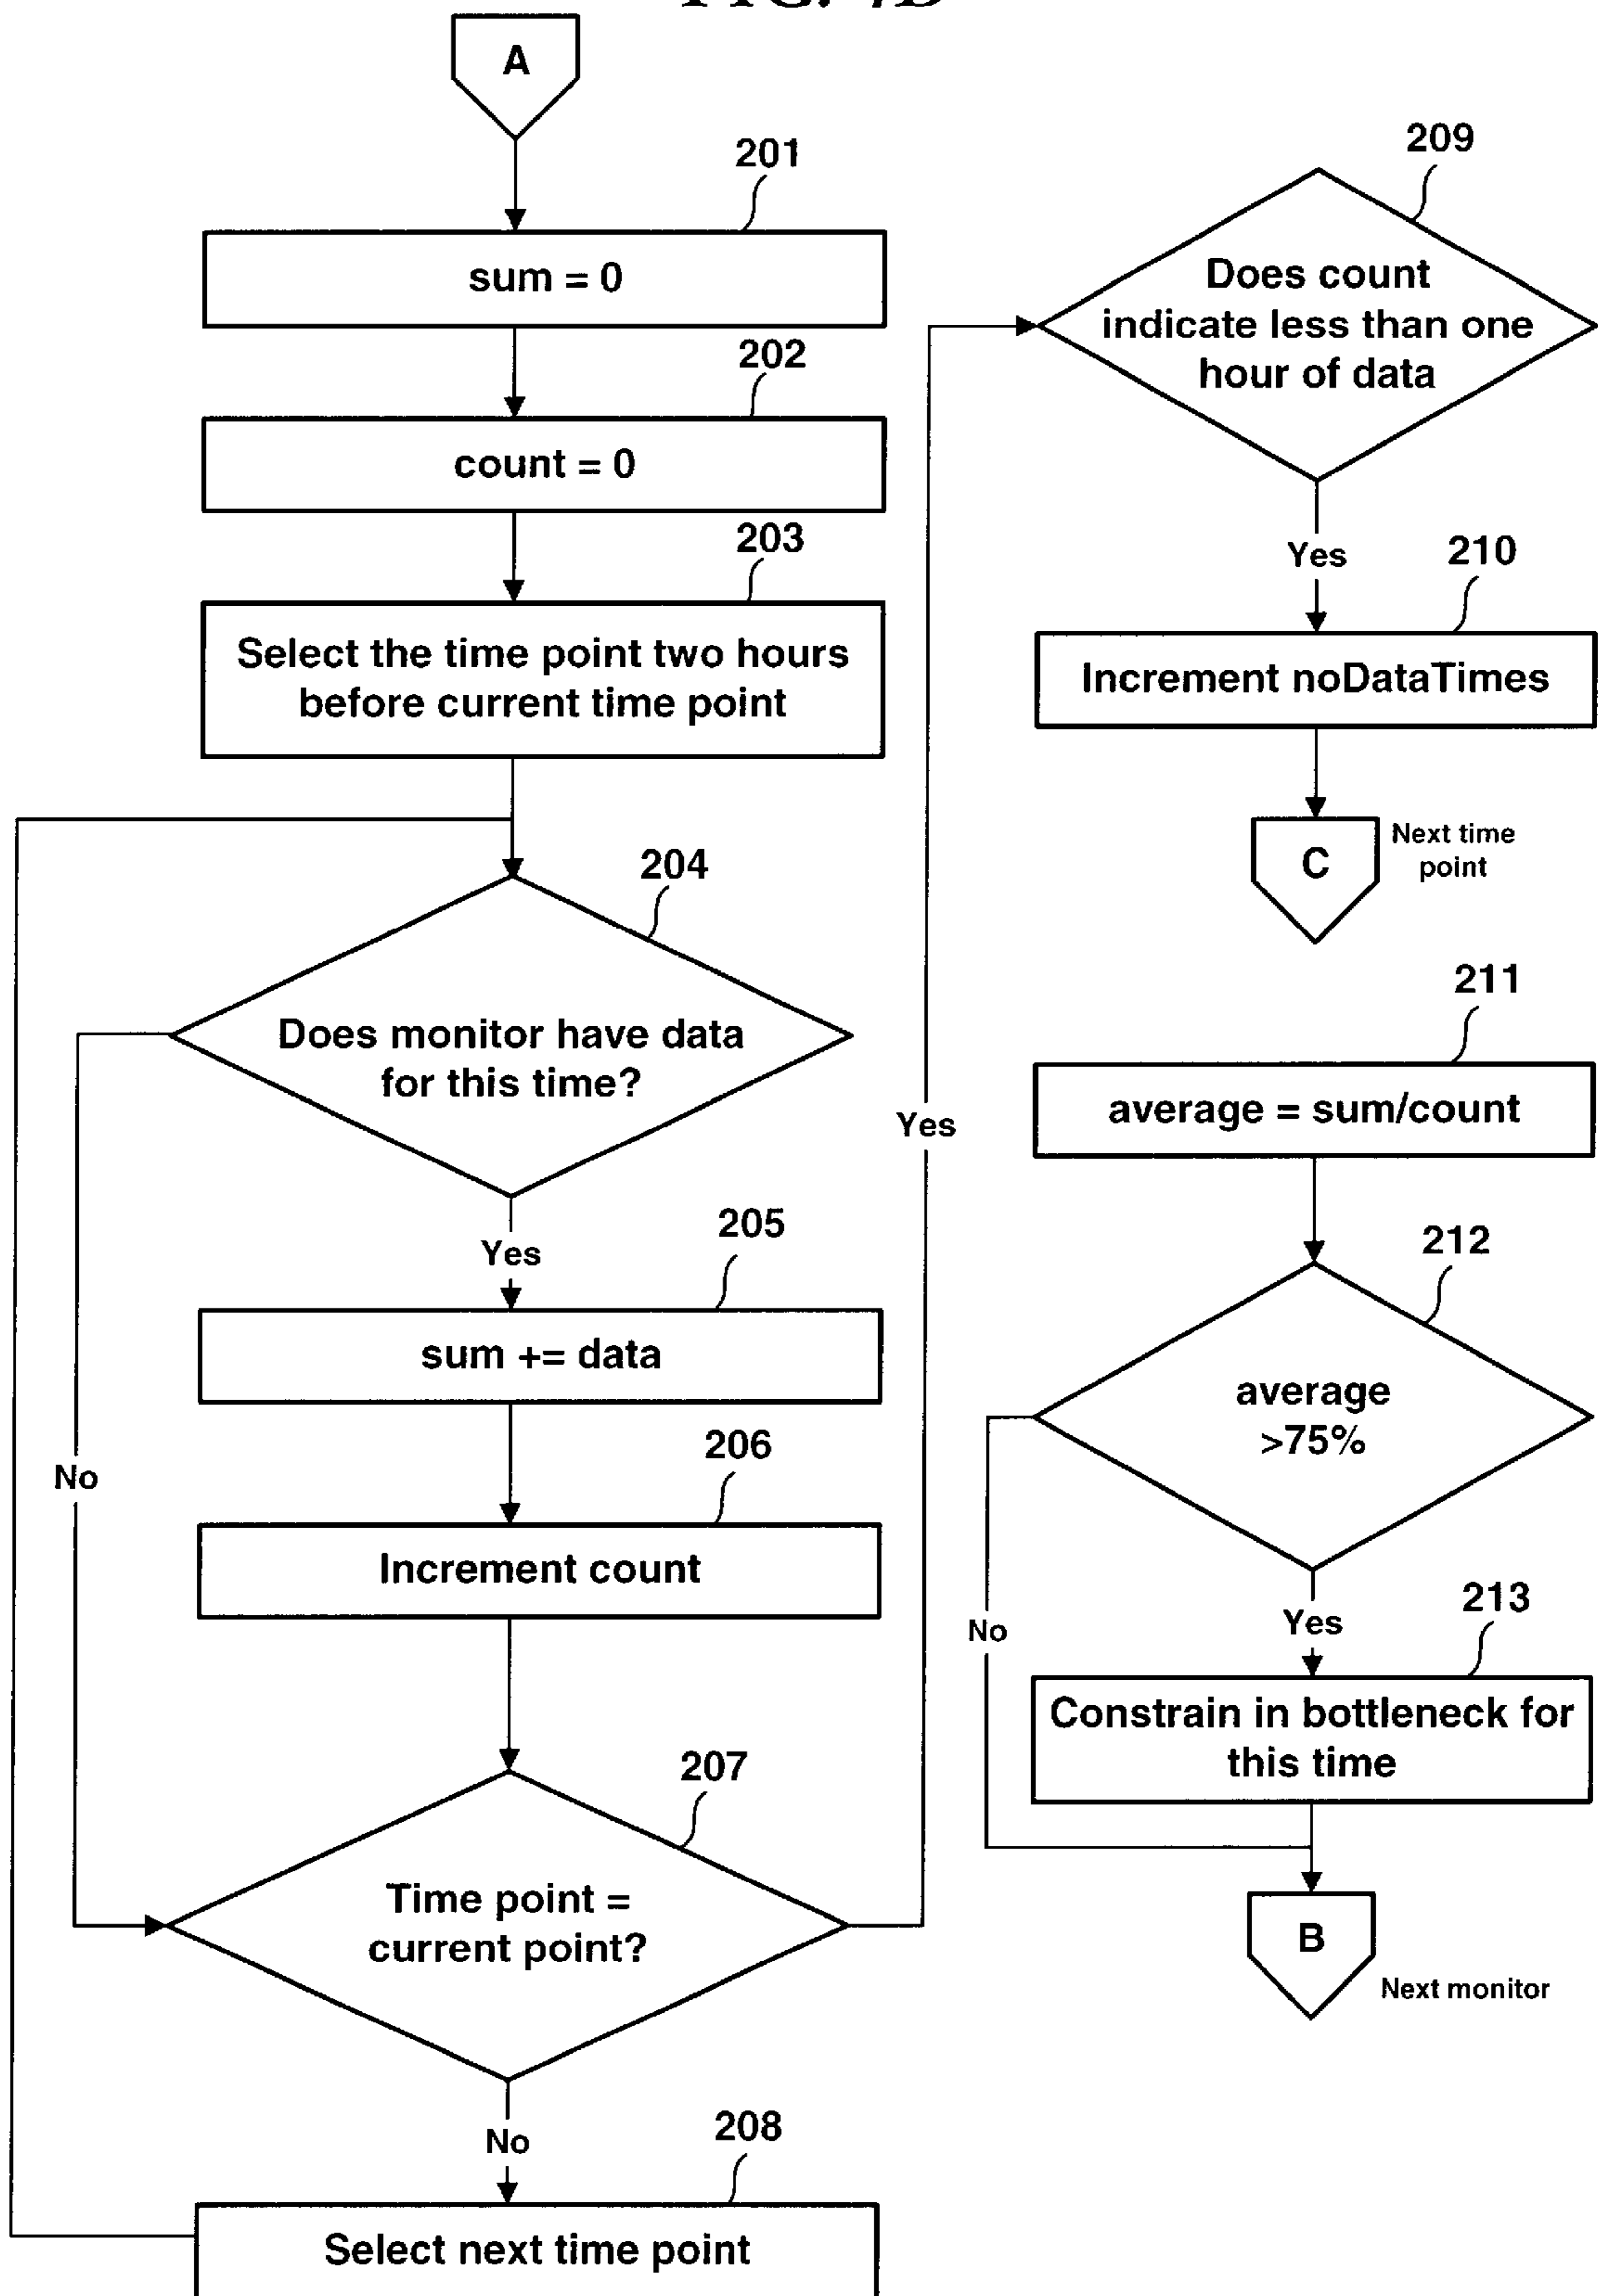 A
201
sum = 0
202
count = 0
203
Select the time point two hours
before current time point
204
Does monitor have data
for this time?
Yes
No
205
sum += data
206
Increment count
207
Time point =
current point?
Yes
No
208
Select next time point
209
Does count
indicate less than one
hour of data
Yes
210
Increment noDataTimes
C
Next time
point
211
average = sum/count
212
average
>75%
No
Yes
213
Constrain in bottleneck for
this time
B
Next monitor